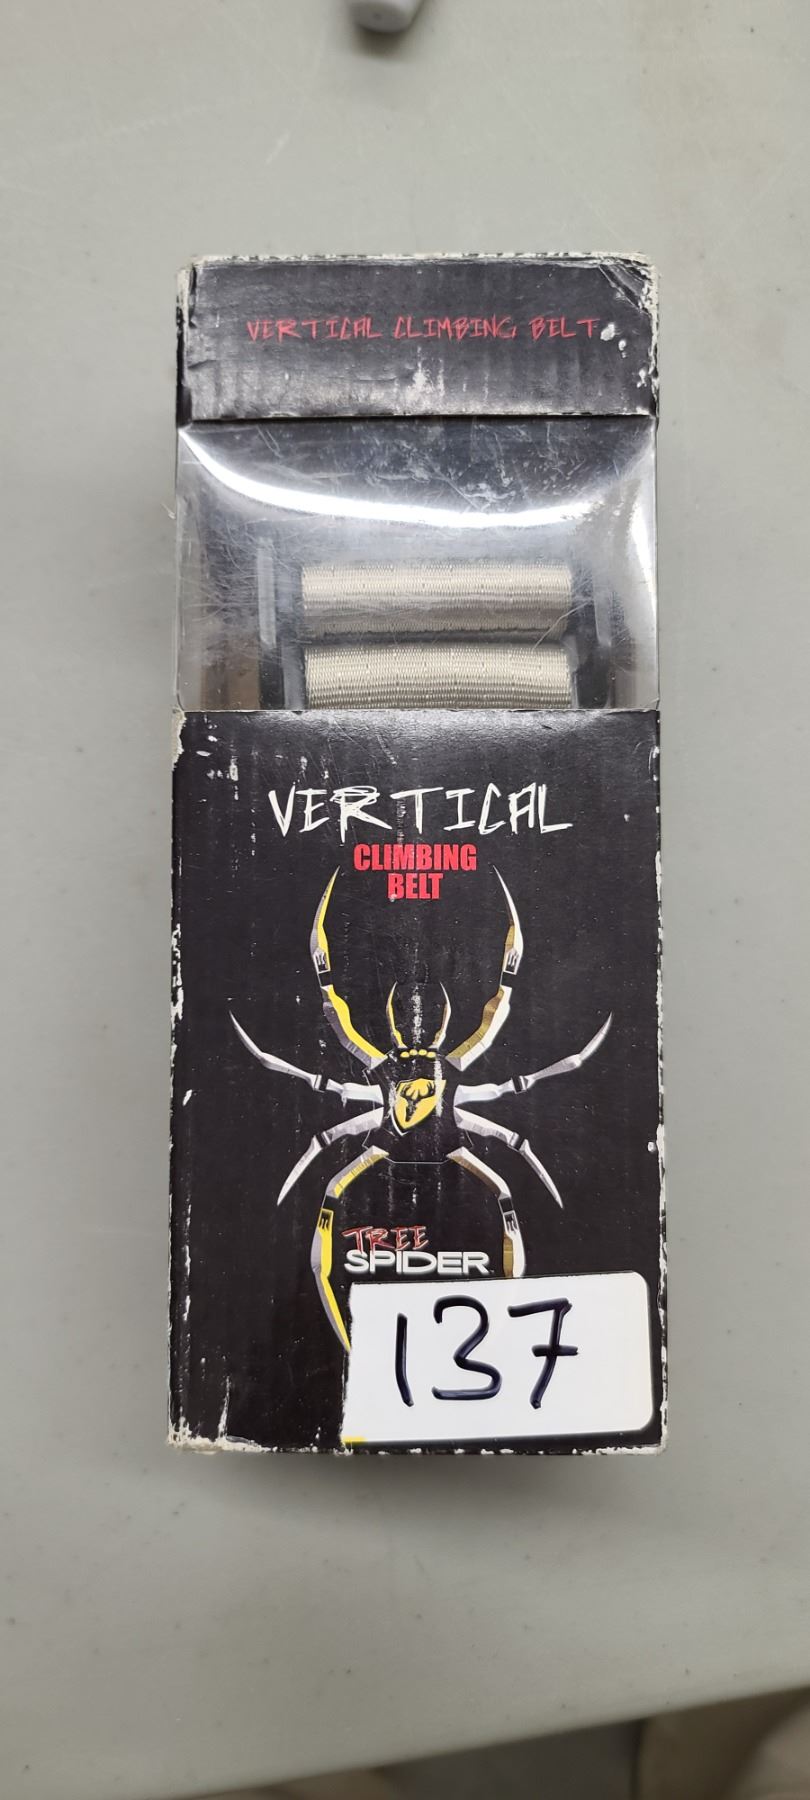 VERTICAL CLIMBING BELT
VERTICAL
CLIMBING
BELT
TREE
SPIDER
137